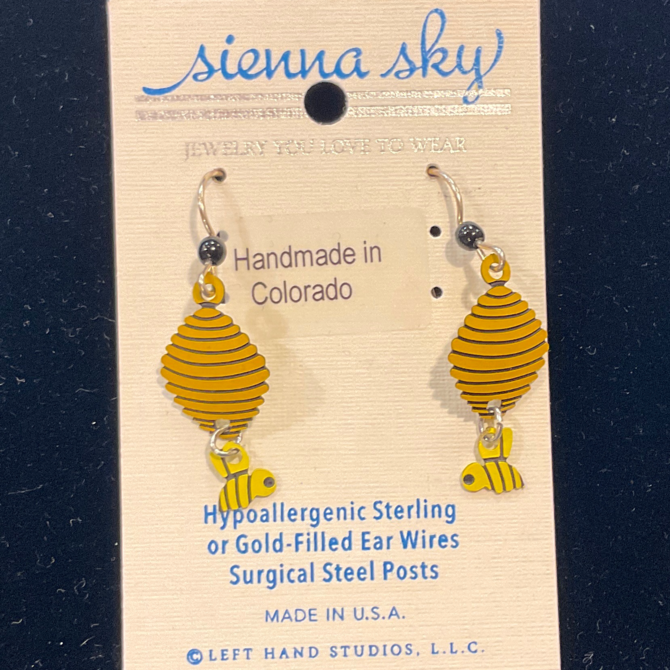 sienna sky
JEWELRY YOU LOVE TO WEAR
Handmade in
Colorado
Hypoallergenic Sterling
or Gold-Filled Ear Wires
Surgical Steel Posts
MADE IN U.S.A.
©LEFT HAND STUDIOS, L.L.C.